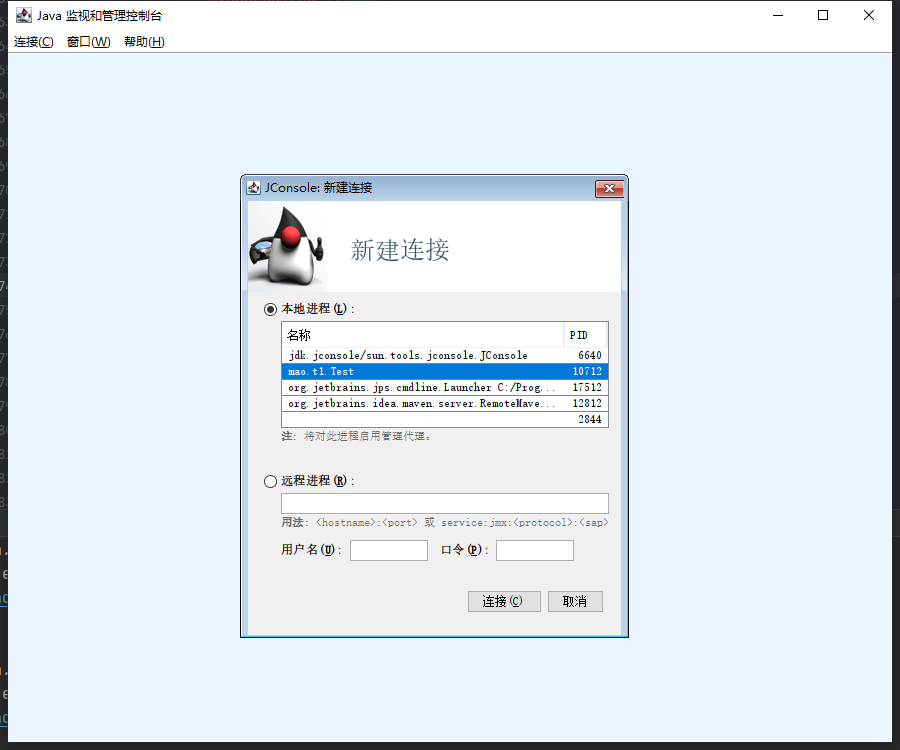 Java 监视和管理控制台
连接(C) 窗口(W) 帮助(H)
JConsole: 新建连接
新建连接
本地进程(L):
名称 PID
jdk.jconsole/sun.tools.jconsole.JConsole 6640
mao.t1.Test 10712
org.jetbrains.jps.cmdline.Launcher C:/Prog... 17512
org.jetbrains.idea.maven.server.RemoteMave... 12812
2844
注: 将对此进程启用管理代理。
远程进程(R):
用法: <hostname>:<port> 或 service:jmx:<protocol>:<sap>
用户名(U): 口令(P):
连接(C) 取消